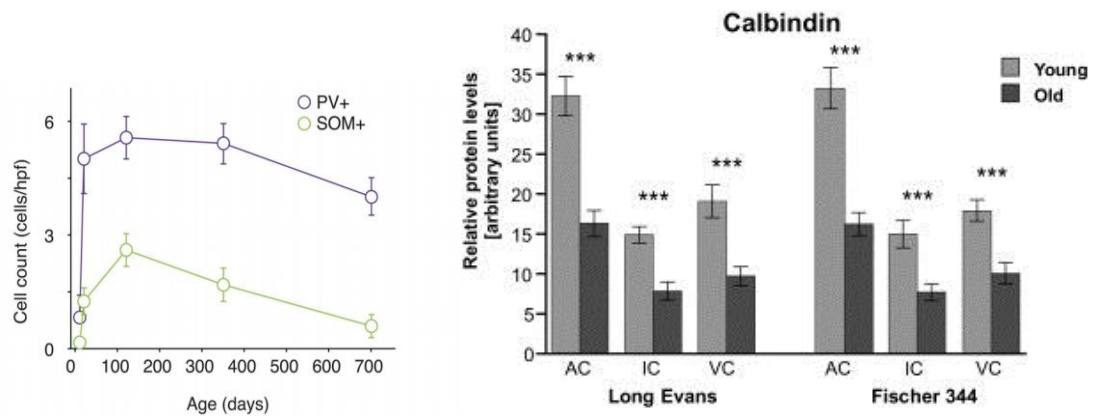 PV+
SOM+
6
3
0
Cell count (cells/hpf)
0 100 200 300 400 500 600 700
Age (days)
Calbindin
40
35
30
25
20
15
10
5
0
Relative protein levels
[arbitrary units]
*** *** *** *** *** ***
Young
Old
AC IC VC AC IC VC
Long Evans Fischer 344